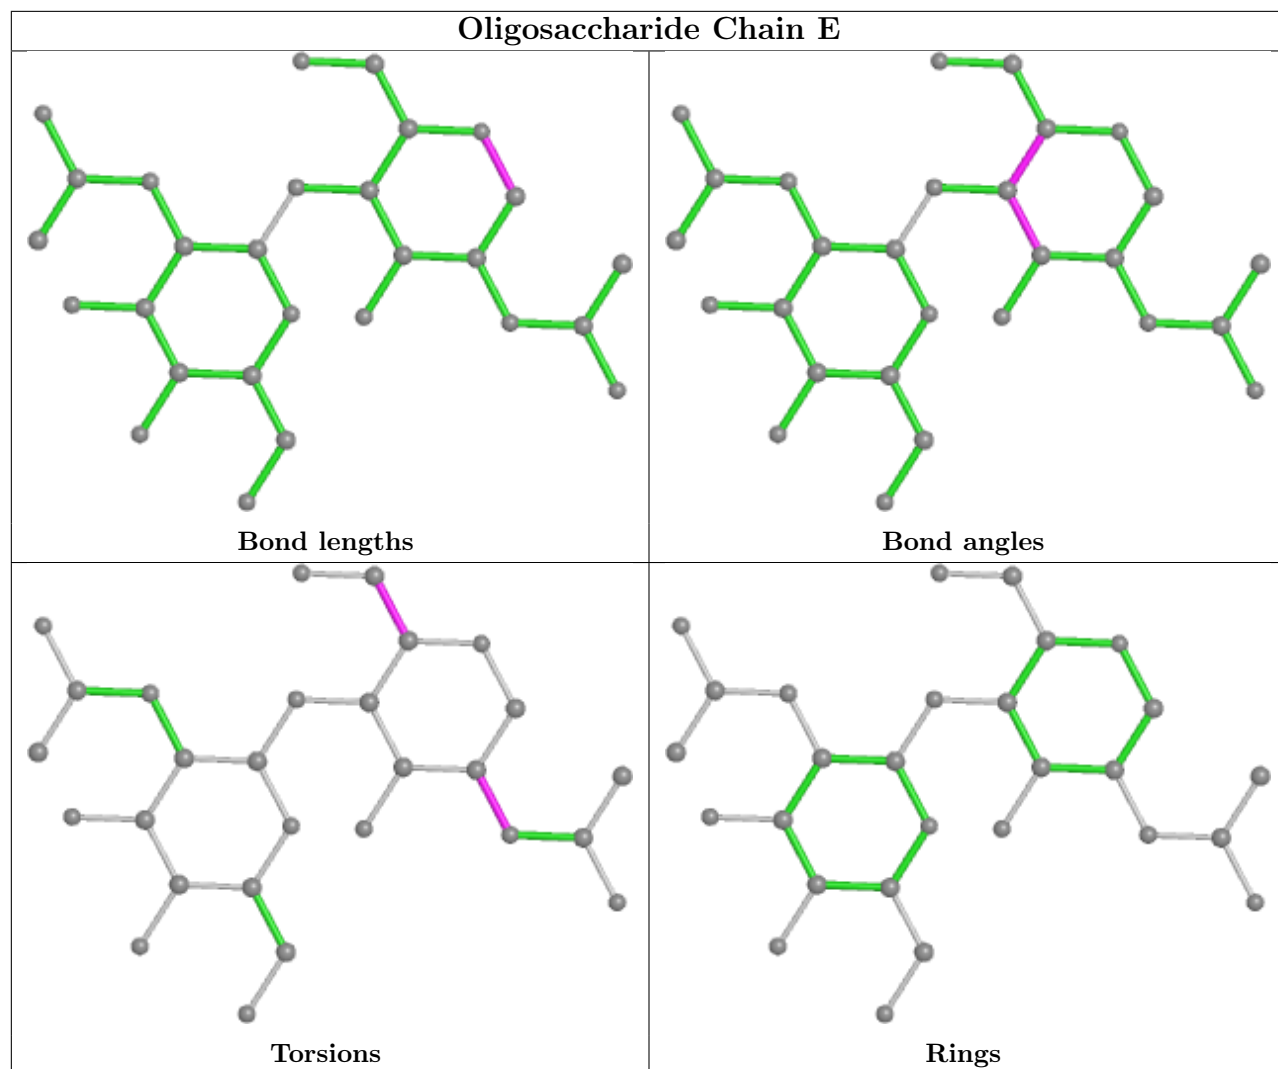 Oligosaccharide Chain E
Bond lengths
Bond angles
Torsions
Rings